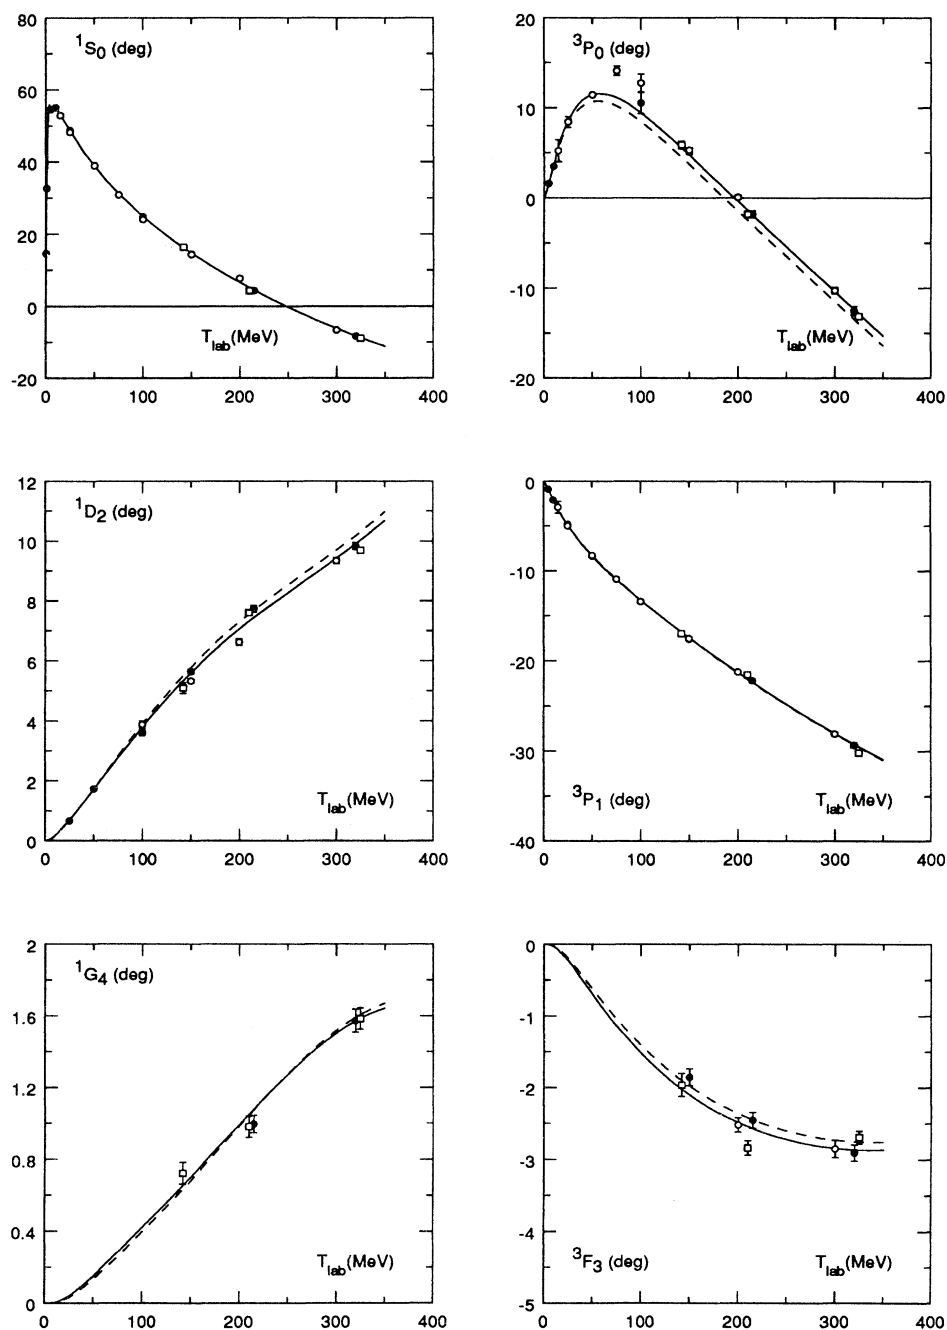 80
60
40
20
0
-20
¹S₀ (deg)
T_lab (MeV)
0 100 200 300 400
20
10
0
-10
-20
³P₀ (deg)
T_lab (MeV)
0 100 200 300 400
12
10
8
6
4
2
0
¹D₂ (deg)
T_lab (MeV)
0 100 200 300 400
0
-10
-20
-30
-40
³P₁ (deg)
T_lab (MeV)
0 100 200 300 400
2
1.6
1.2
0.8
0.4
0
¹G₄ (deg)
T_lab (MeV)
0 100 200 300 400
0
-1
-2
-3
-4
-5
³F₃ (deg)
T_lab (MeV)
0 100 200 300 400